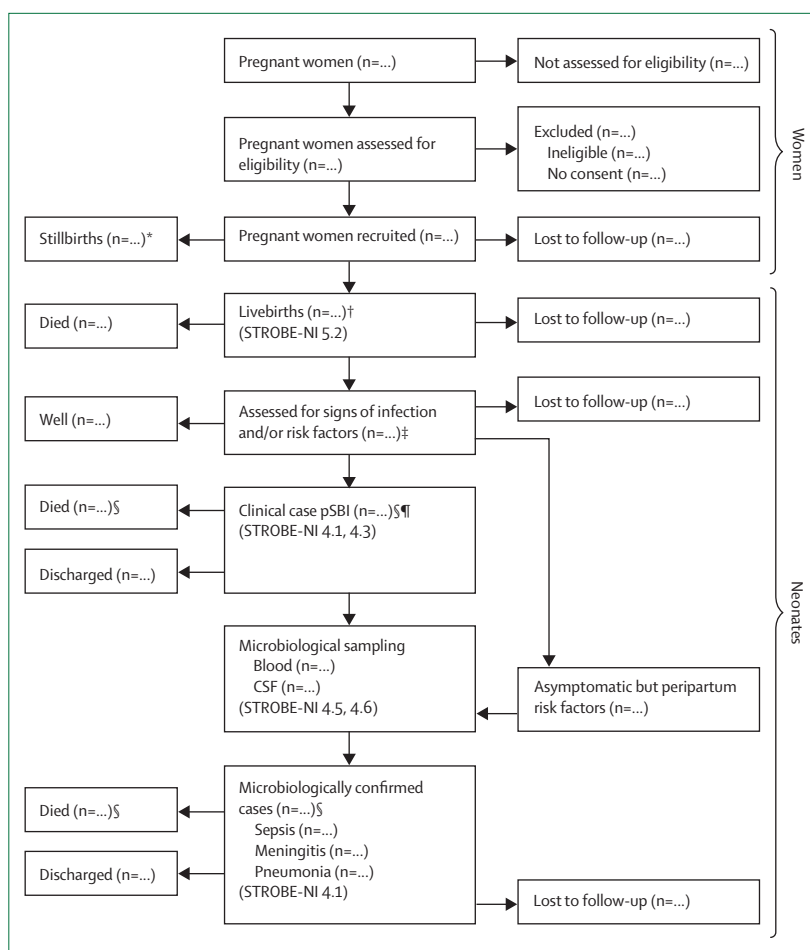 Pregnant women (n=...)
Not assessed for eligibility (n=...)
Pregnant women assessed for
eligibility (n=...)
Excluded (n=...)
Ineligible (n=...)
No consent (n=...)
Women
Stillbirths (n=...)*
Pregnant women recruited (n=...)
Lost to follow-up (n=...)
Died (n=...)
Livebirths (n=...)†
(STROBE-NI 5.2)
Lost to follow-up (n=...)
Well (n=...)
Assessed for signs of infection
and/or risk factors (n=...)‡
Lost to follow-up (n=...)
Died (n=...)§
Discharged (n=...)
Clinical case pSBI (n=...)§¶
(STROBE-NI 4.1, 4.3)
Neonates
Microbiological sampling
Blood (n=...)
CSF (n=...)
(STROBE-NI 4.5, 4.6)
Asymptomatic but peripartum
risk factors (n=...)
Died (n=...)§
Discharged (n=...)
Microbiologically confirmed
cases (n=...)§
Sepsis (n=...)
Meningitis (n=...)
Pneumonia (n=...)
(STROBE-NI 4.1)
Lost to follow-up (n=...)